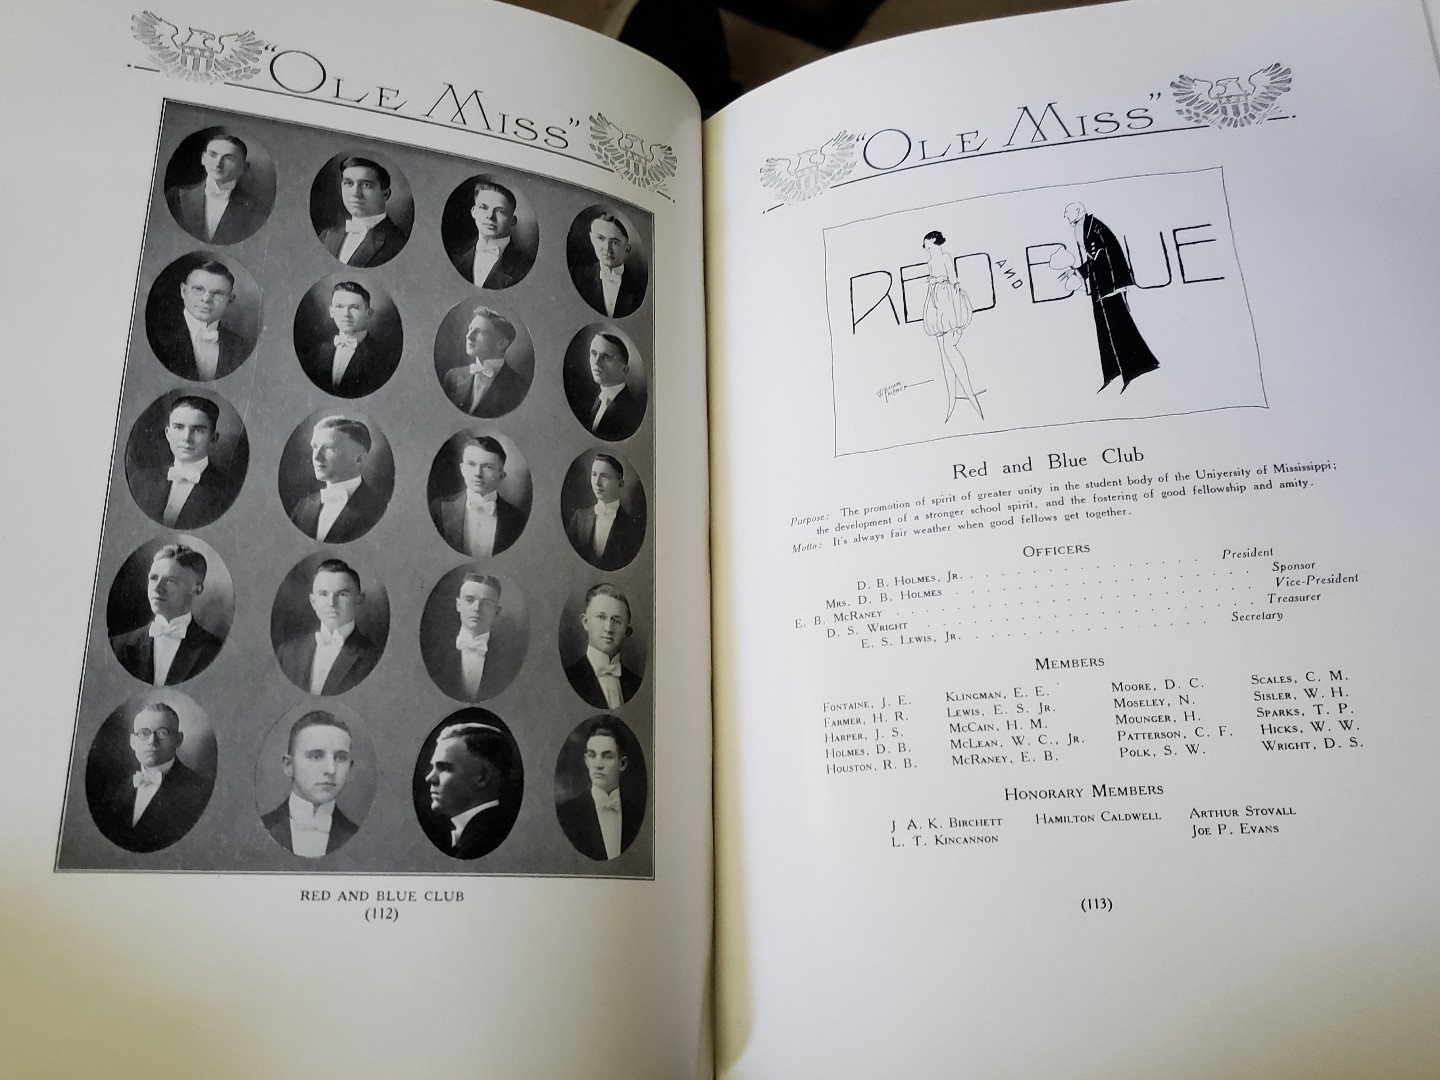 "OLE MISS"
RED AND BLUE CLUB
(112)
"OLE MISS"
RED AND BLUE
WILLIAM FALKNER
Red and Blue Club
Purpose: The promotion of spirit of greater unity in the student body of the University of Mississippi;
the development of a stronger school spirit, and the fostering of good fellowship and amity.
Motto: It's always fair weather when good fellows get together.
OFFICERS
D. B. HOLMES, JR. . . . . . . . . . . . . . President
MRS. D. B. HOLMES . . . . . . . . . . . . . . Sponsor
E. B. MCRANEY . . . . . . . . . . . . . . Vice-President
D. S. WRIGHT . . . . . . . . . . . . . . Treasurer
E. S. LEWIS, JR. . . . . . . . . . . . . . Secretary
MEMBERS
FONTAINE, J. E. KLINGMAN, E. E. MOORE, D. C. SCALES, C. M.
FARMER, H. R. LEWIS, E. S. JR. MOSELEY, N. SISLER, W. H.
HARPER, J. S. MCCAIN, H. M. MOUNGER, H. SPARKS, T. P.
HOLMES, D. B. MCLEAN, W. C., JR. PATTERSON, C. F. HICKS, W. W.
HOUSTON, R. B. MCRANEY, E. B. POLK, S. W. WRIGHT, D. S.
HONORARY MEMBERS
J A. K. BIRCHETT HAMILTON CALDWELL ARTHUR STOVALL
L. T. KINCANNON JOE P. EVANS
(113)